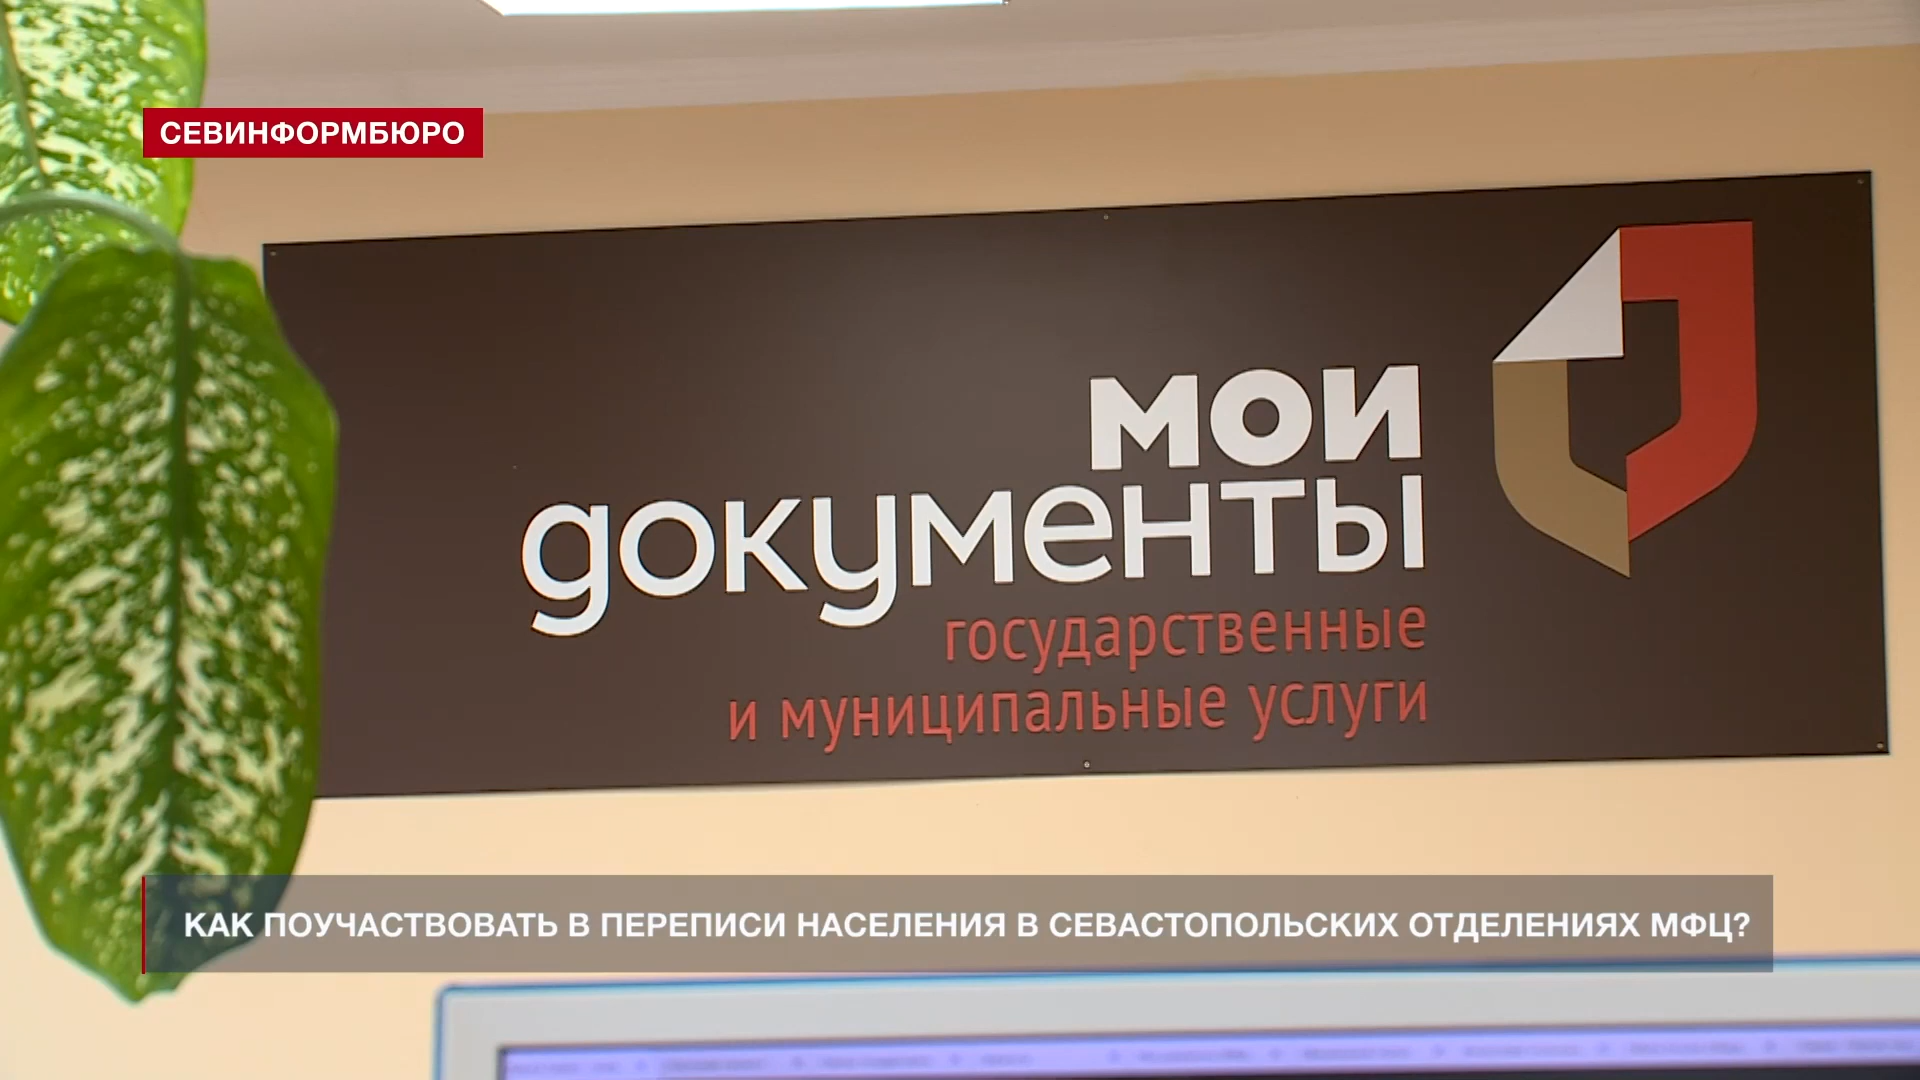 СЕВИНФОРМБЮРО
мои
документы
государственные
и муниципальные услуги
КАК ПОУЧАСТВОВАТЬ В ПЕРЕПИСИ НАСЕЛЕНИЯ В СЕВАСТОПОЛЬСКИХ ОТДЕЛЕНИЯХ МФЦ?